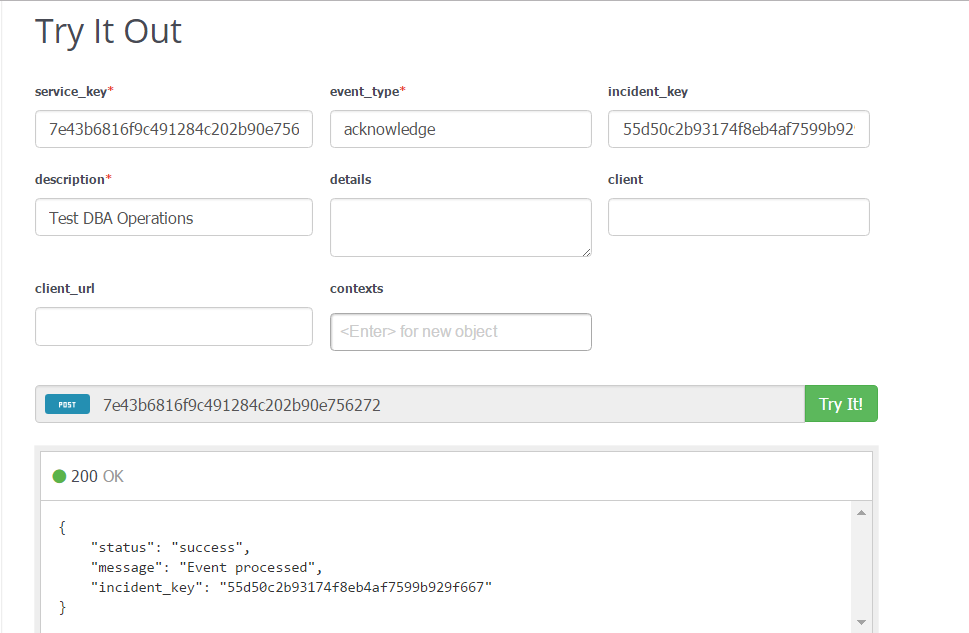 Try It Out
service_key* event_type* incident_key
7e43b6816f9c491284c202b90e756 acknowledge 55d50c2b93174f8eb4af7599b929
description* details client
Test DBA Operations
client_url contexts
<Enter> for new object
POST 7e43b6816f9c491284c202b90e756272 Try It!
200 OK
{
"status": "success",
"message": "Event processed",
"incident_key": "55d50c2b93174f8eb4af7599b929f667"
}